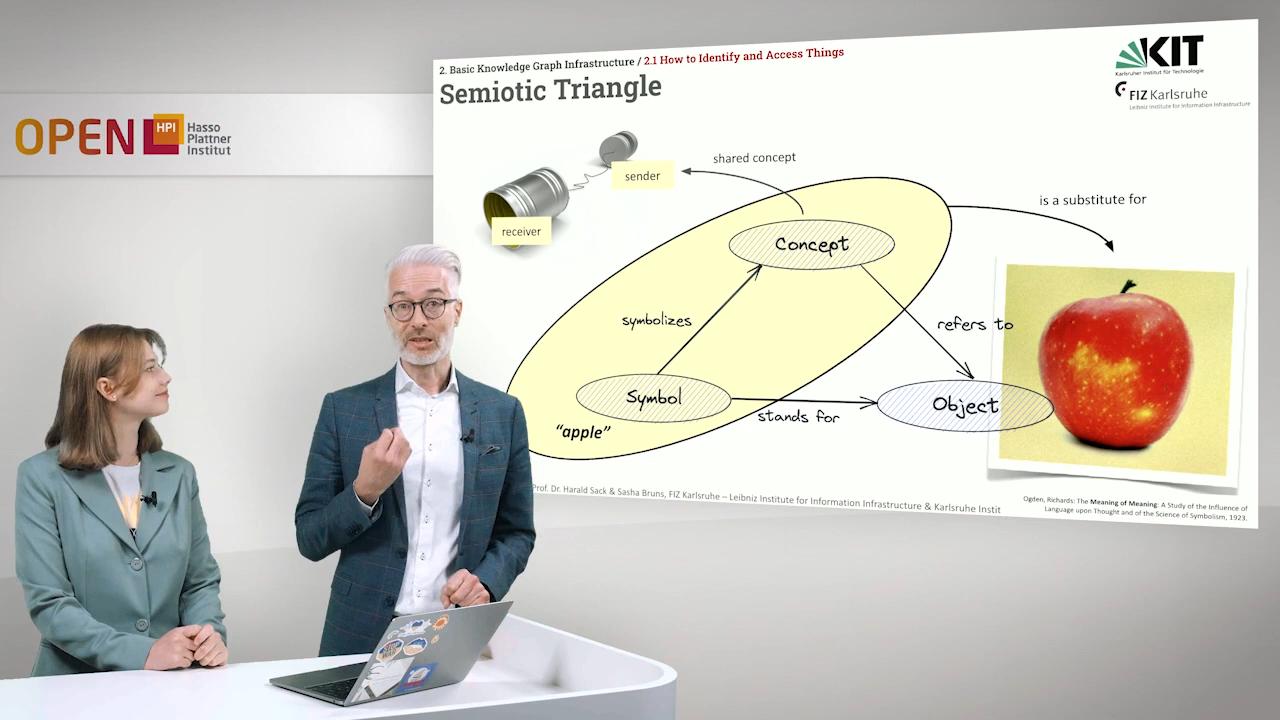 OPEN HPI Hasso
Plattner
Institut
2. Basic Knowledge Graph Infrastructure / 2.1 How to Identify and Access Things
Semiotic Triangle
KIT
Karlsruher Institut für Technologie
FIZ Karlsruhe
Leibniz Institute for Information Infrastructure
sender
receiver
shared concept
is a substitute for
Concept
symbolizes
refers to
Symbol
stands for
Object
“apple”
Prof. Dr. Harald Sack & Sasha Bruns, FIZ Karlsruhe – Leibniz Institute for Information Infrastructure & Karlsruhe Instit
Ogden, Richards: The Meaning of Meaning: A Study of the Influence of
Language upon Thought and of the Science of Symbolism, 1923.